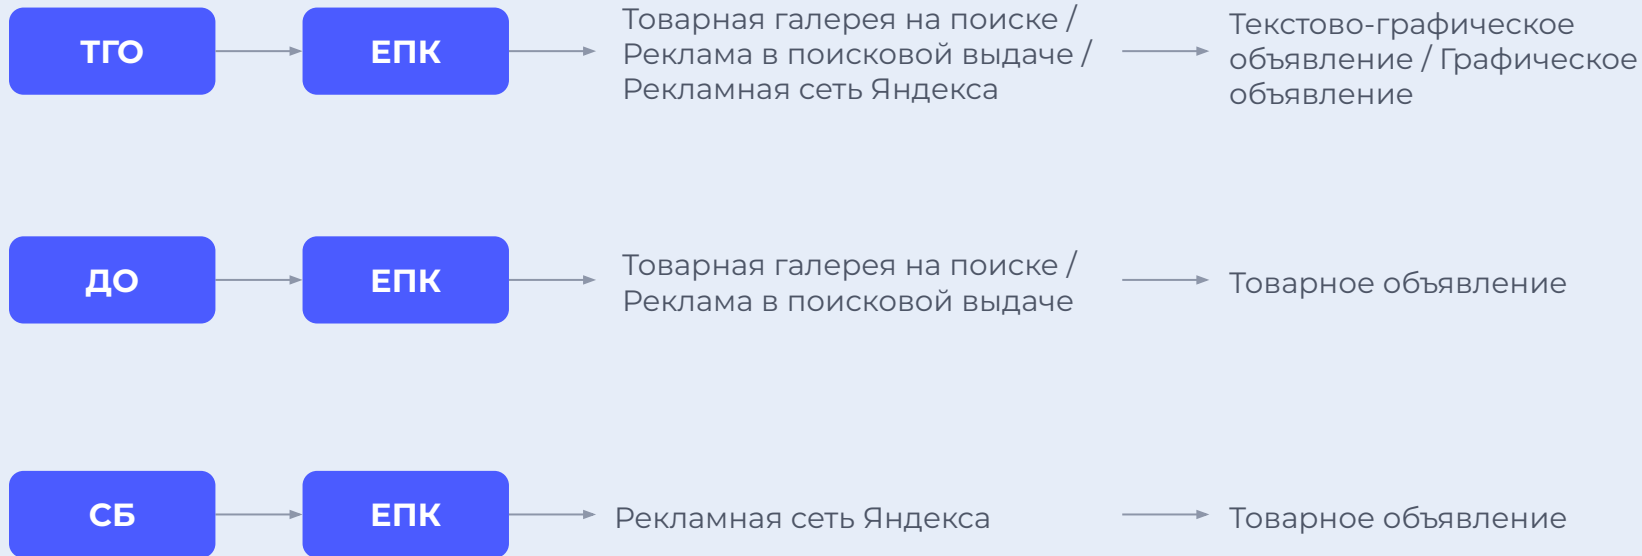 ТГО
ЕПК
Товарная галерея на поиске /
Реклама в поисковой выдаче /
Рекламная сеть Яндекса
Текстово-графическое
объявление / Графическое
объявление
ДО
ЕПК
Товарная галерея на поиске /
Реклама в поисковой выдаче
Товарное объявление
СБ
ЕПК
Рекламная сеть Яндекса
Товарное объявление